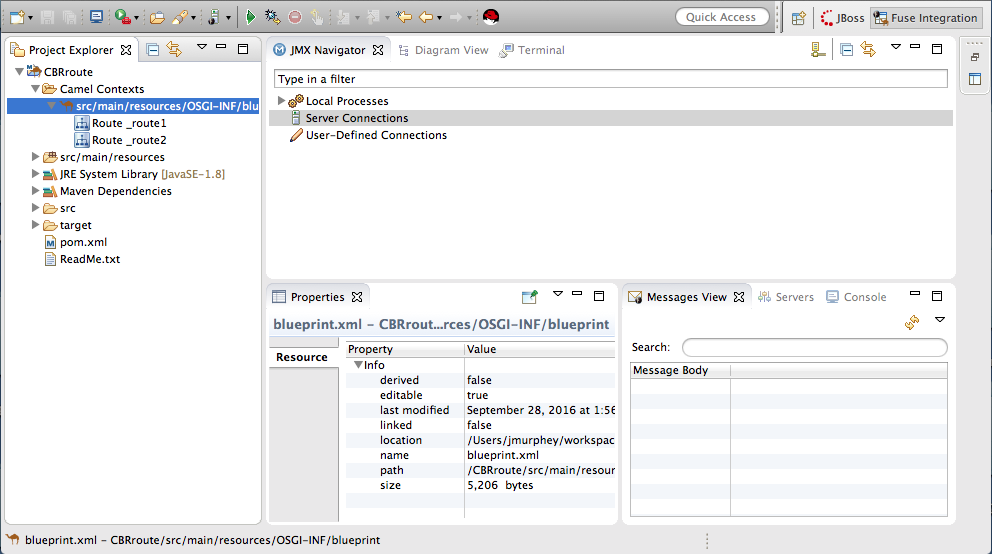 Quick Access
JBoss
Fuse Integration
Project Explorer
CBRroute
Camel Contexts
src/main/resources/OSGI-INF/blu
Route _route1
Route _route2
src/main/resources
JRE System Library [JavaSE-1.8]
Maven Dependencies
src
target
pom.xml
ReadMe.txt
JMX Navigator
Diagram View
Terminal
Type in a filter
Local Processes
Server Connections
User-Defined Connections
Properties
blueprint.xml – CBRrout...rces/OSGI-INF/blueprint
Resource
Property Value
Info
derived false
editable true
last modified September 28, 2016 at 1:56
linked false
location /Users/jmurphey/workspac
name blueprint.xml
path /CBRroute/src/main/resour
size 5,206 bytes
Messages View
Servers
Console
Search:
Message Body
blueprint.xml – CBRroute/src/main/resources/OSGI-INF/blueprint